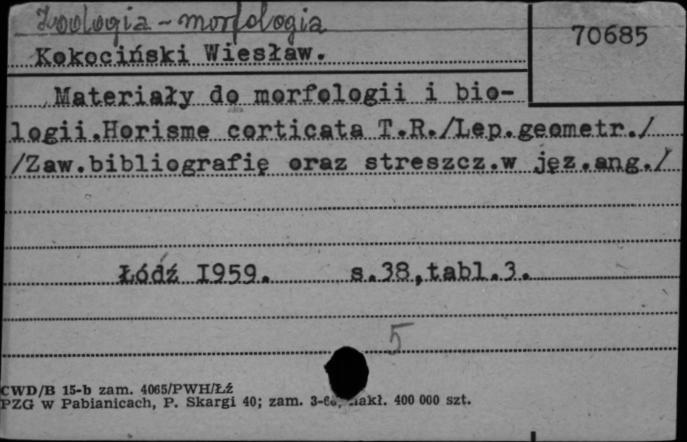 Zoologia - morfologia
70685
Kokociński Wiesław.
Materiały do morfologii i bio-
logii.Horisme corticata T.R./Lep.geometr./
/Zaw.bibliografię oraz streszcz.w jęz.ang./
Łódź I959. s.38,tabl.3.
5
CWD/B 15-b zam. 4065/PWH/Łź
PZG w Pabianicach, P. Skargi 40; zam. nakł. 400 000 szt.